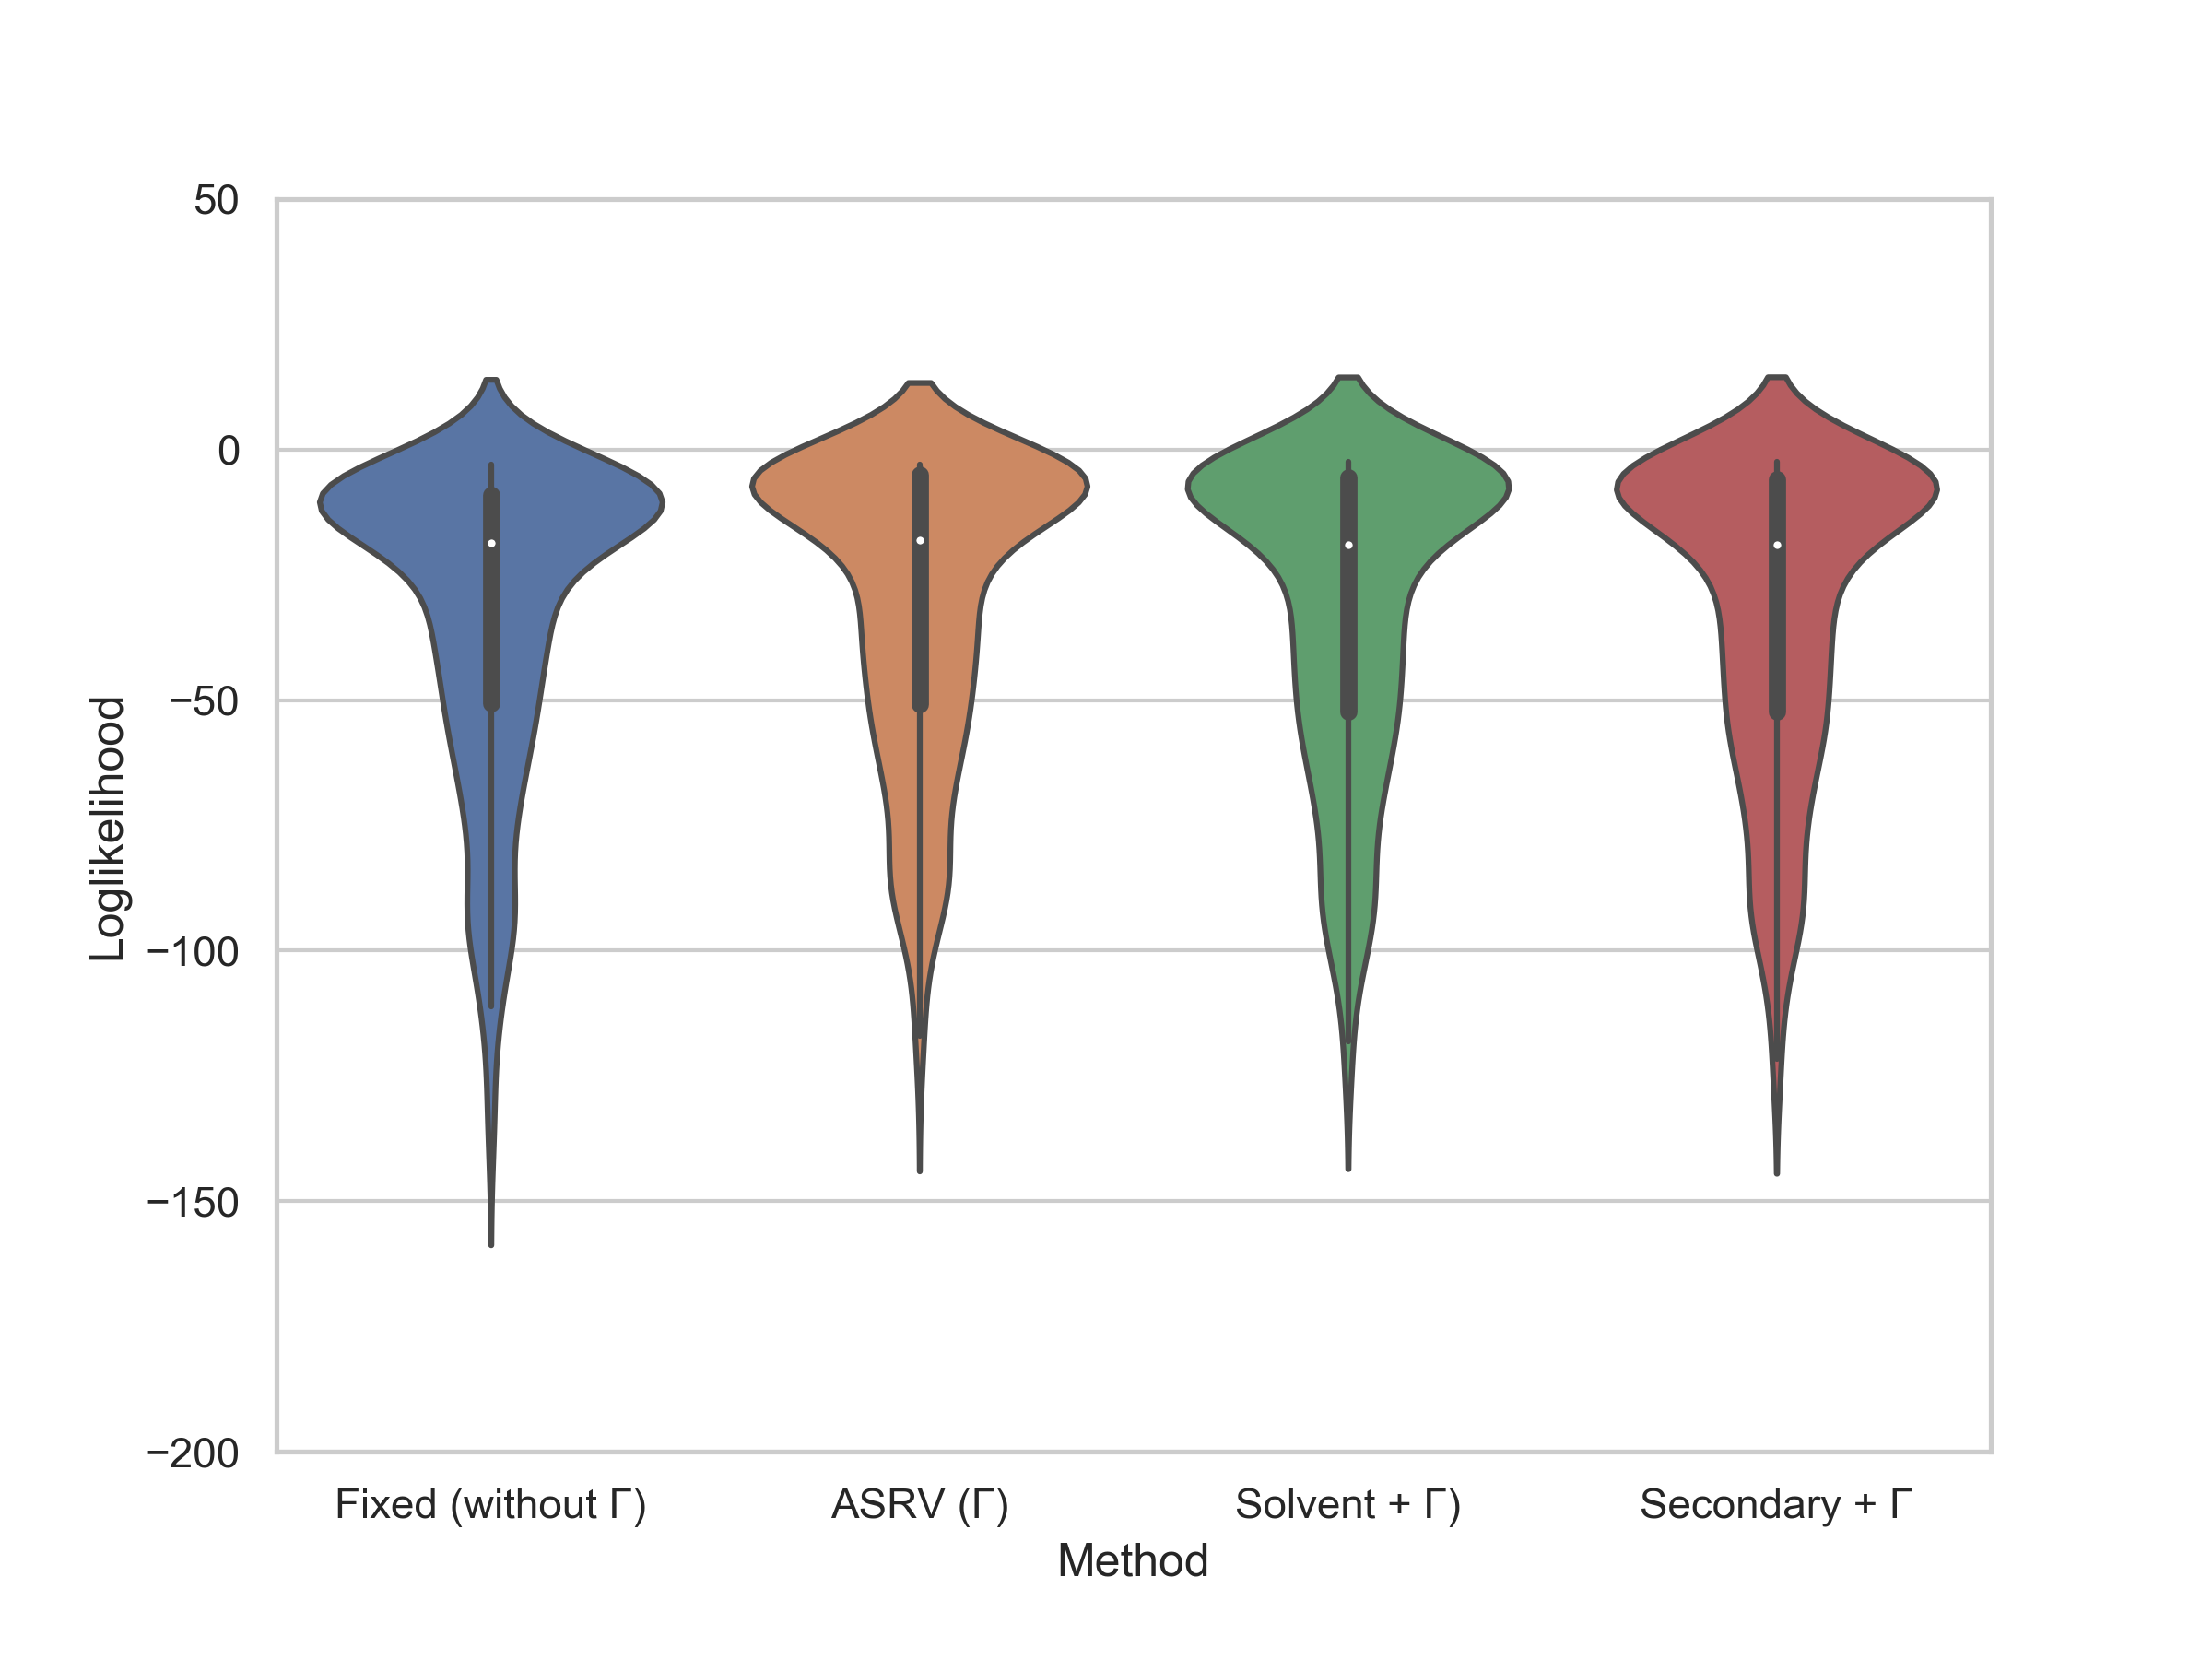 50
0
−50
−100
−150
−200
Loglikelihood
Fixed (without Γ)
ASRV (Γ)
Solvent + Γ)
Secondary + Γ
Method